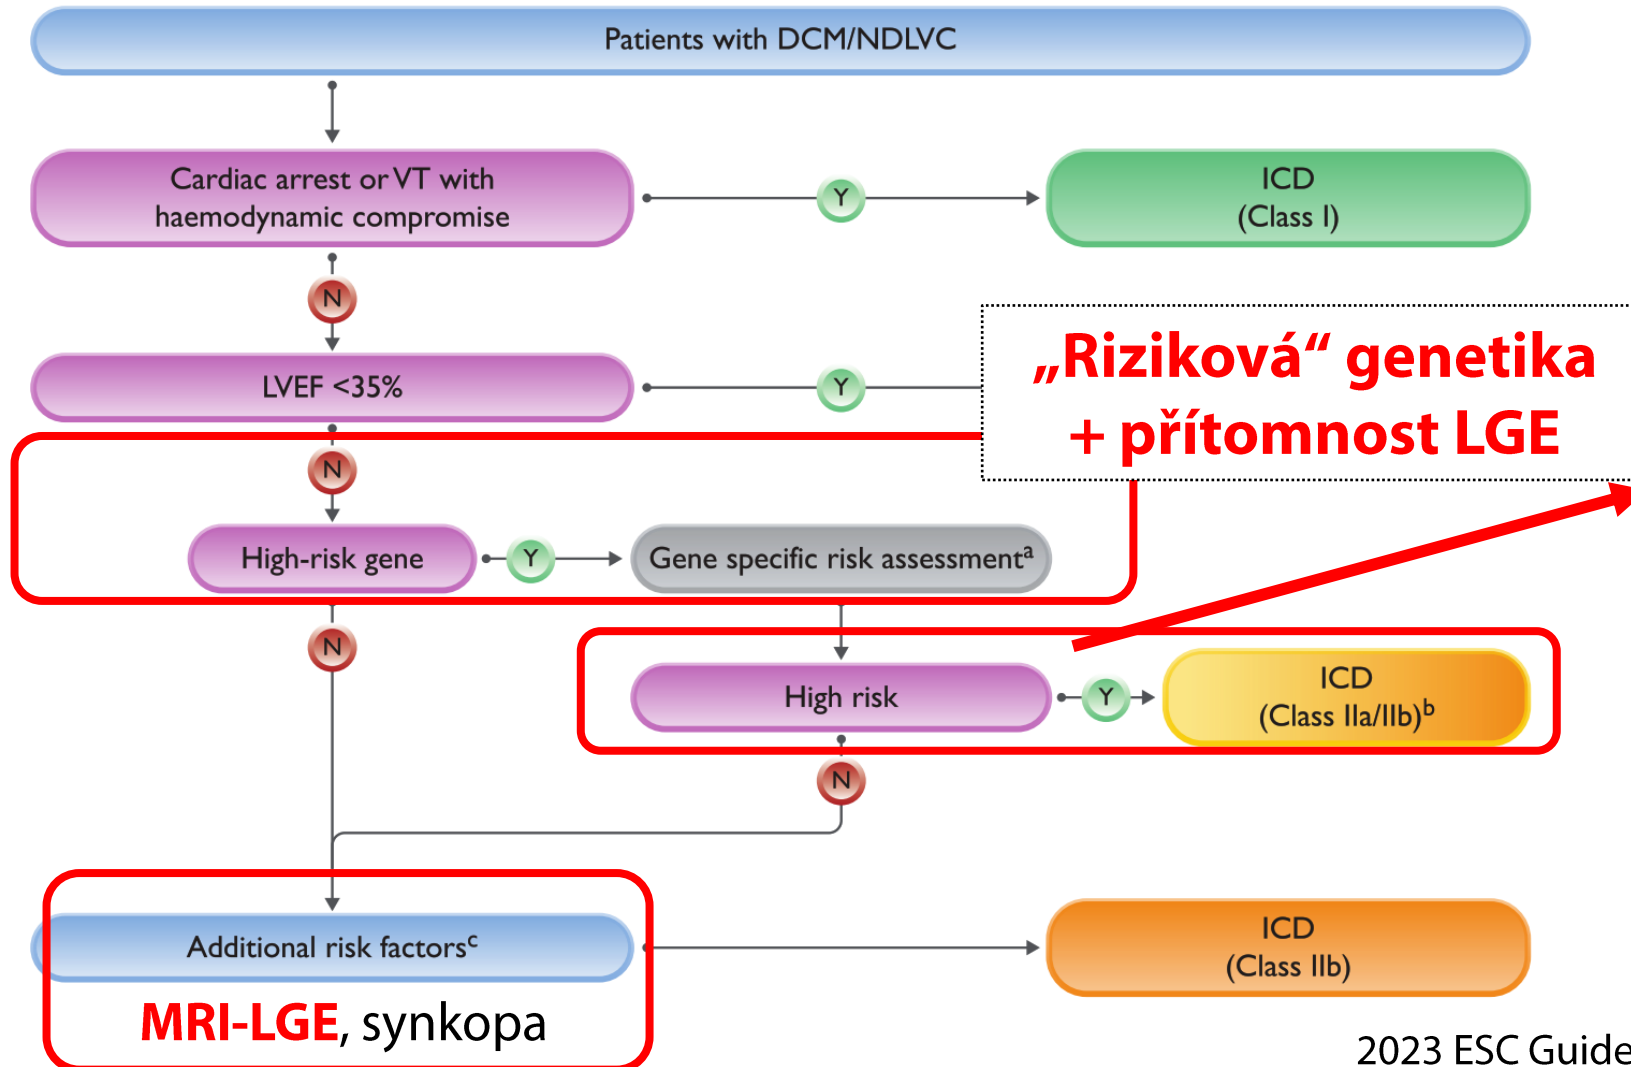 Patients with DCM/NDLVC
Cardiac arrest or VT with
haemodynamic compromise
Y
ICD
(Class I)
N
LVEF <35%
Y
„Riziková“ genetika
+ přítomnost LGE
N
High-risk gene
Y
Gene specific risk assessmentᵃ
N
High risk
Y
ICD
(Class IIa/IIb)ᵇ
N
Additional risk factorsᶜ
ICD
(Class IIb)
MRI-LGE, synkopa
2023 ESC Guide